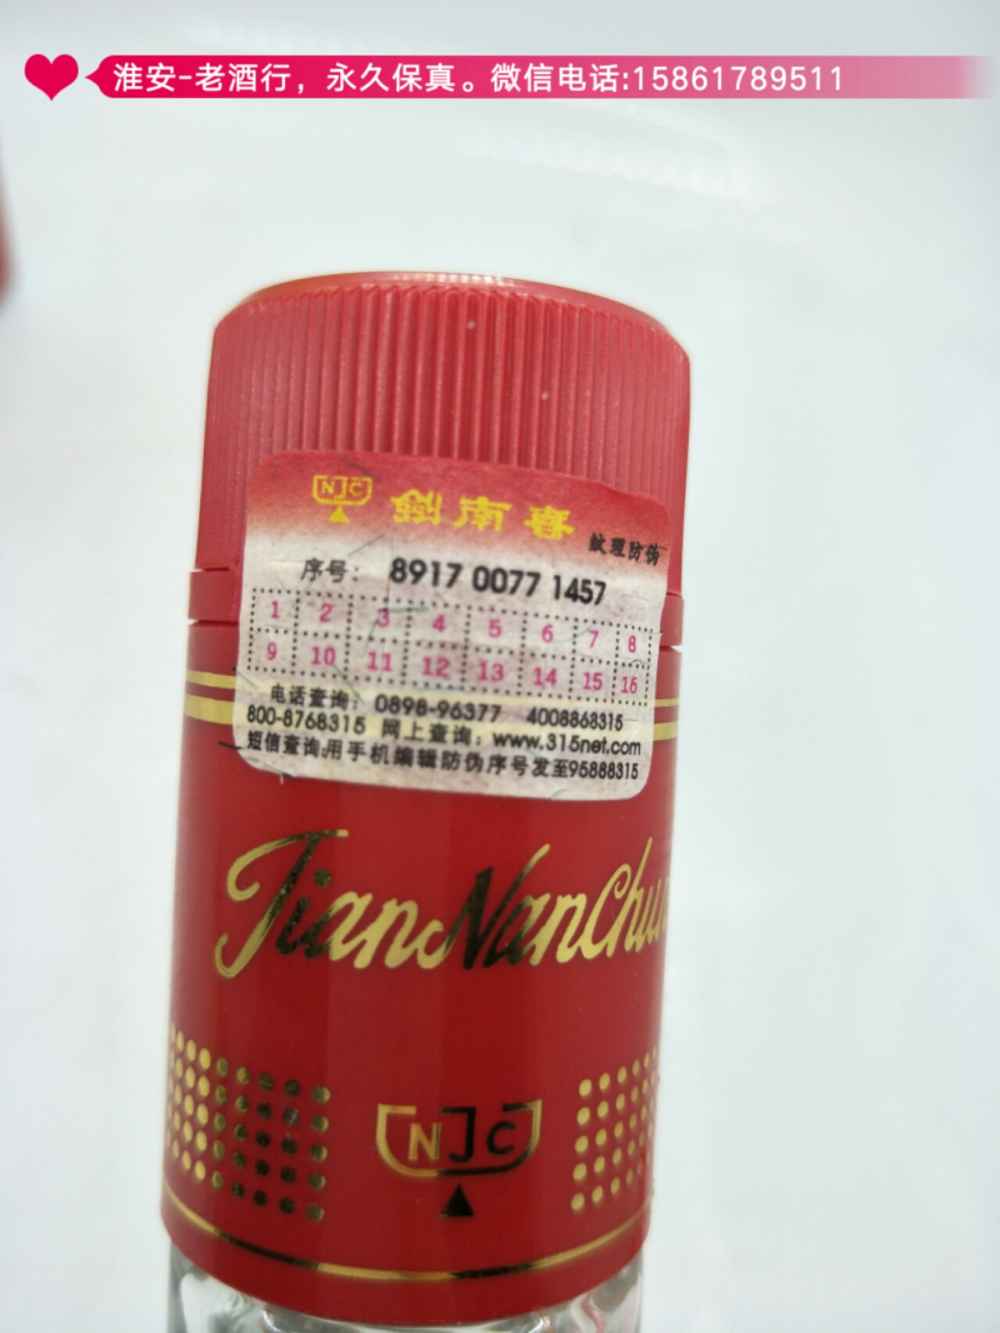 淮安-老酒行，永久保真。微信电话:15861789511
NJC 剑南春
纹理防伪
序号： 8917 0077 1457
1 2 3 4 5 6 7 8
9 10 11 12 13 14 15 16
电话查询： 0898-96377 4008868315
800-8768315 网上查询：www.315net.com
短信查询:用手机编辑防伪序号发至95888315
JianNanChu
NJC